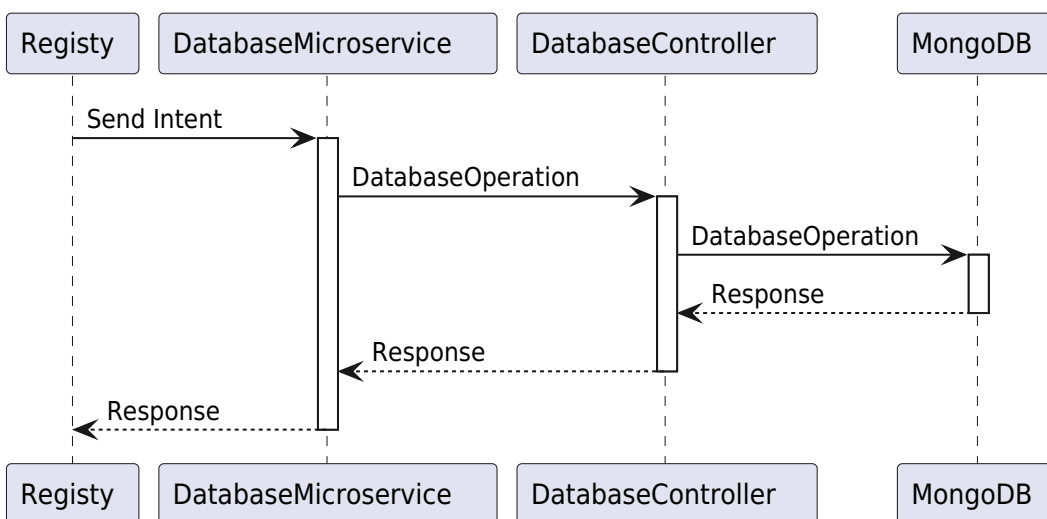 Registy DatabaseMicroservice DatabaseController MongoDB
Send Intent
DatabaseOperation
DatabaseOperation
Response
Response
Response
Registy DatabaseMicroservice DatabaseController MongoDB